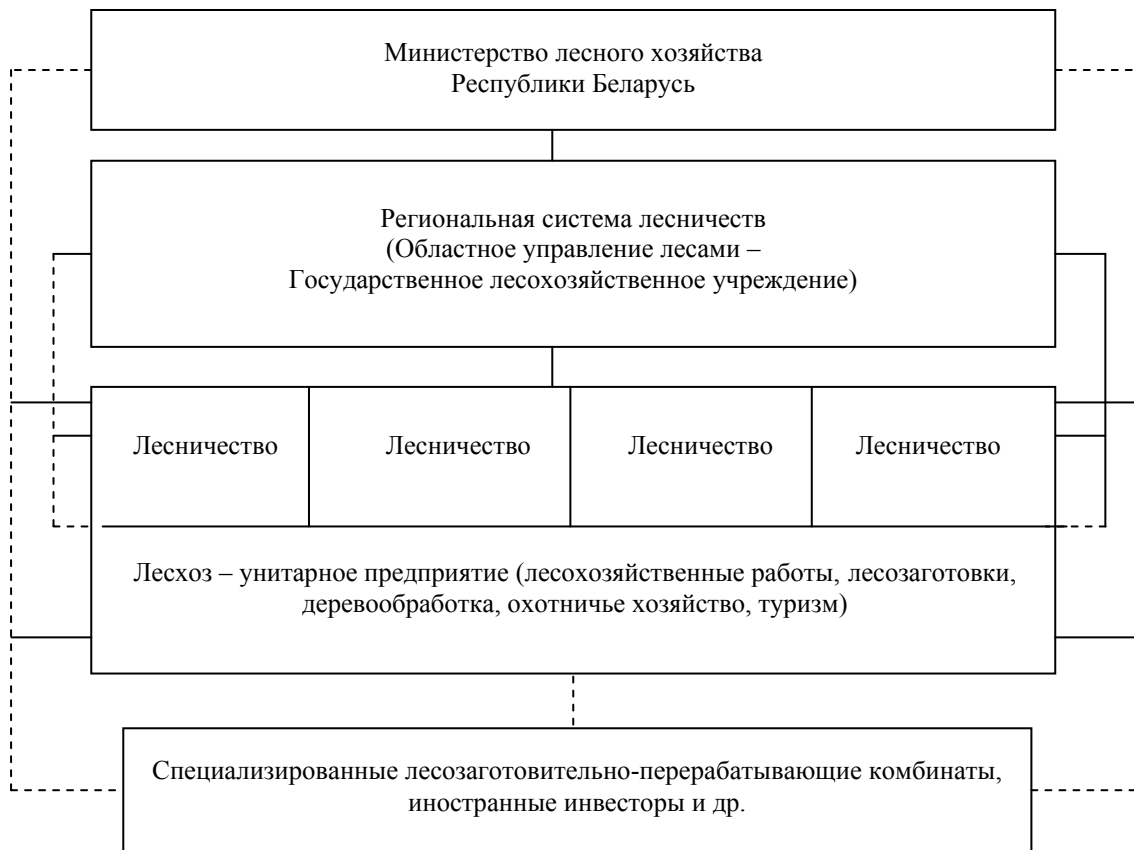 Министерство лесного хозяйства
Республики Беларусь
Региональная система лесничеств
(Областное управление лесами –
Государственное лесохозяйственное учреждение)
Лесничество
Лесничество
Лесничество
Лесничество
Лесхоз – унитарное предприятие (лесохозяйственные работы, лесозаготовки,
деревообработка, охотничье хозяйство, туризм)
Специализированные лесозаготовительно-перерабатывающие комбинаты,
иностранные инвесторы и др.